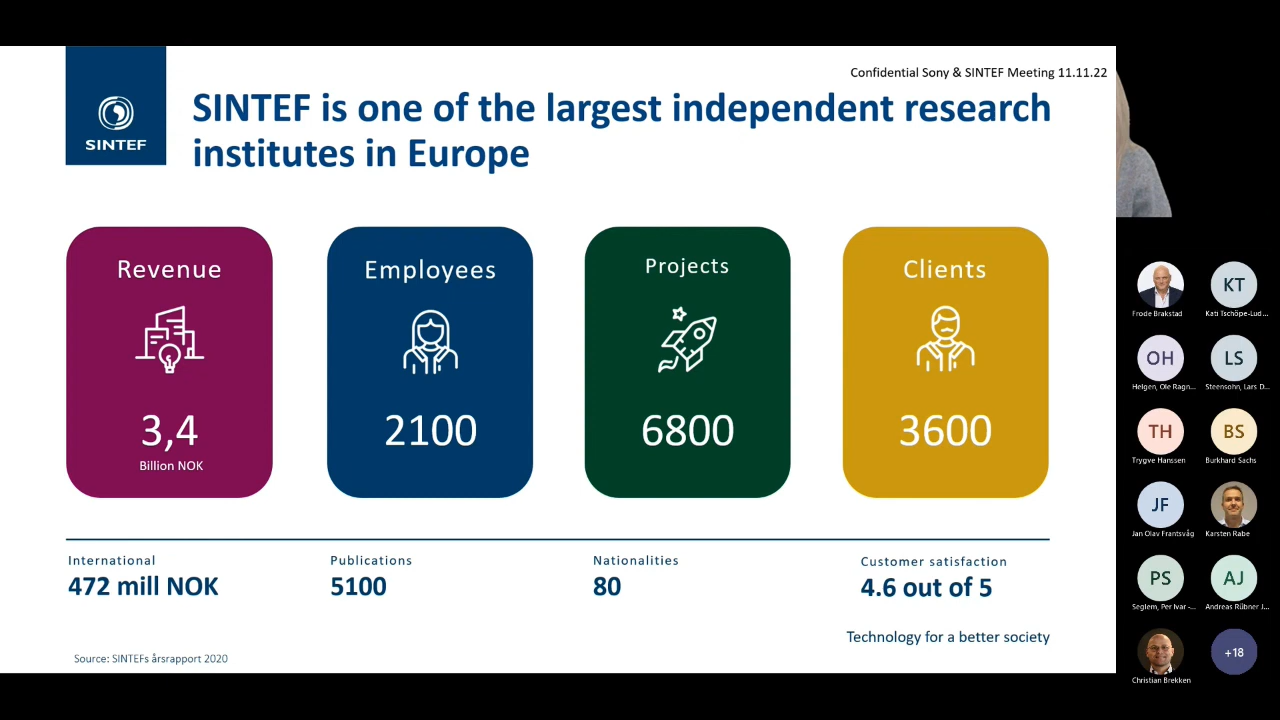 Confidential Sony & SINTEF Meeting 11.11.22
SINTEF
SINTEF is one of the largest independent research
institutes in Europe
Revenue
3,4
Billion NOK
Employees
2100
Projects
6800
Clients
3600
International
472 mill NOK
Publications
5100
Nationalities
80
Customer satisfaction
4.6 out of 5
Technology for a better society
Source: SINTEFs årsrapport 2020
Frode Brakstad
KT
Kati Tschöpe-Lud...
OH
Helgen, Ole Ragn...
LS
Steensohn, Lars D...
TH
Trygve Hanssen
BS
Burkhard Sachs
JF
Jan Olav Frantsvåg
Karsten Rabe
PS
Seglem, Per Ivar -...
AJ
Andreas Rübner J...
Christian Brekken
+18